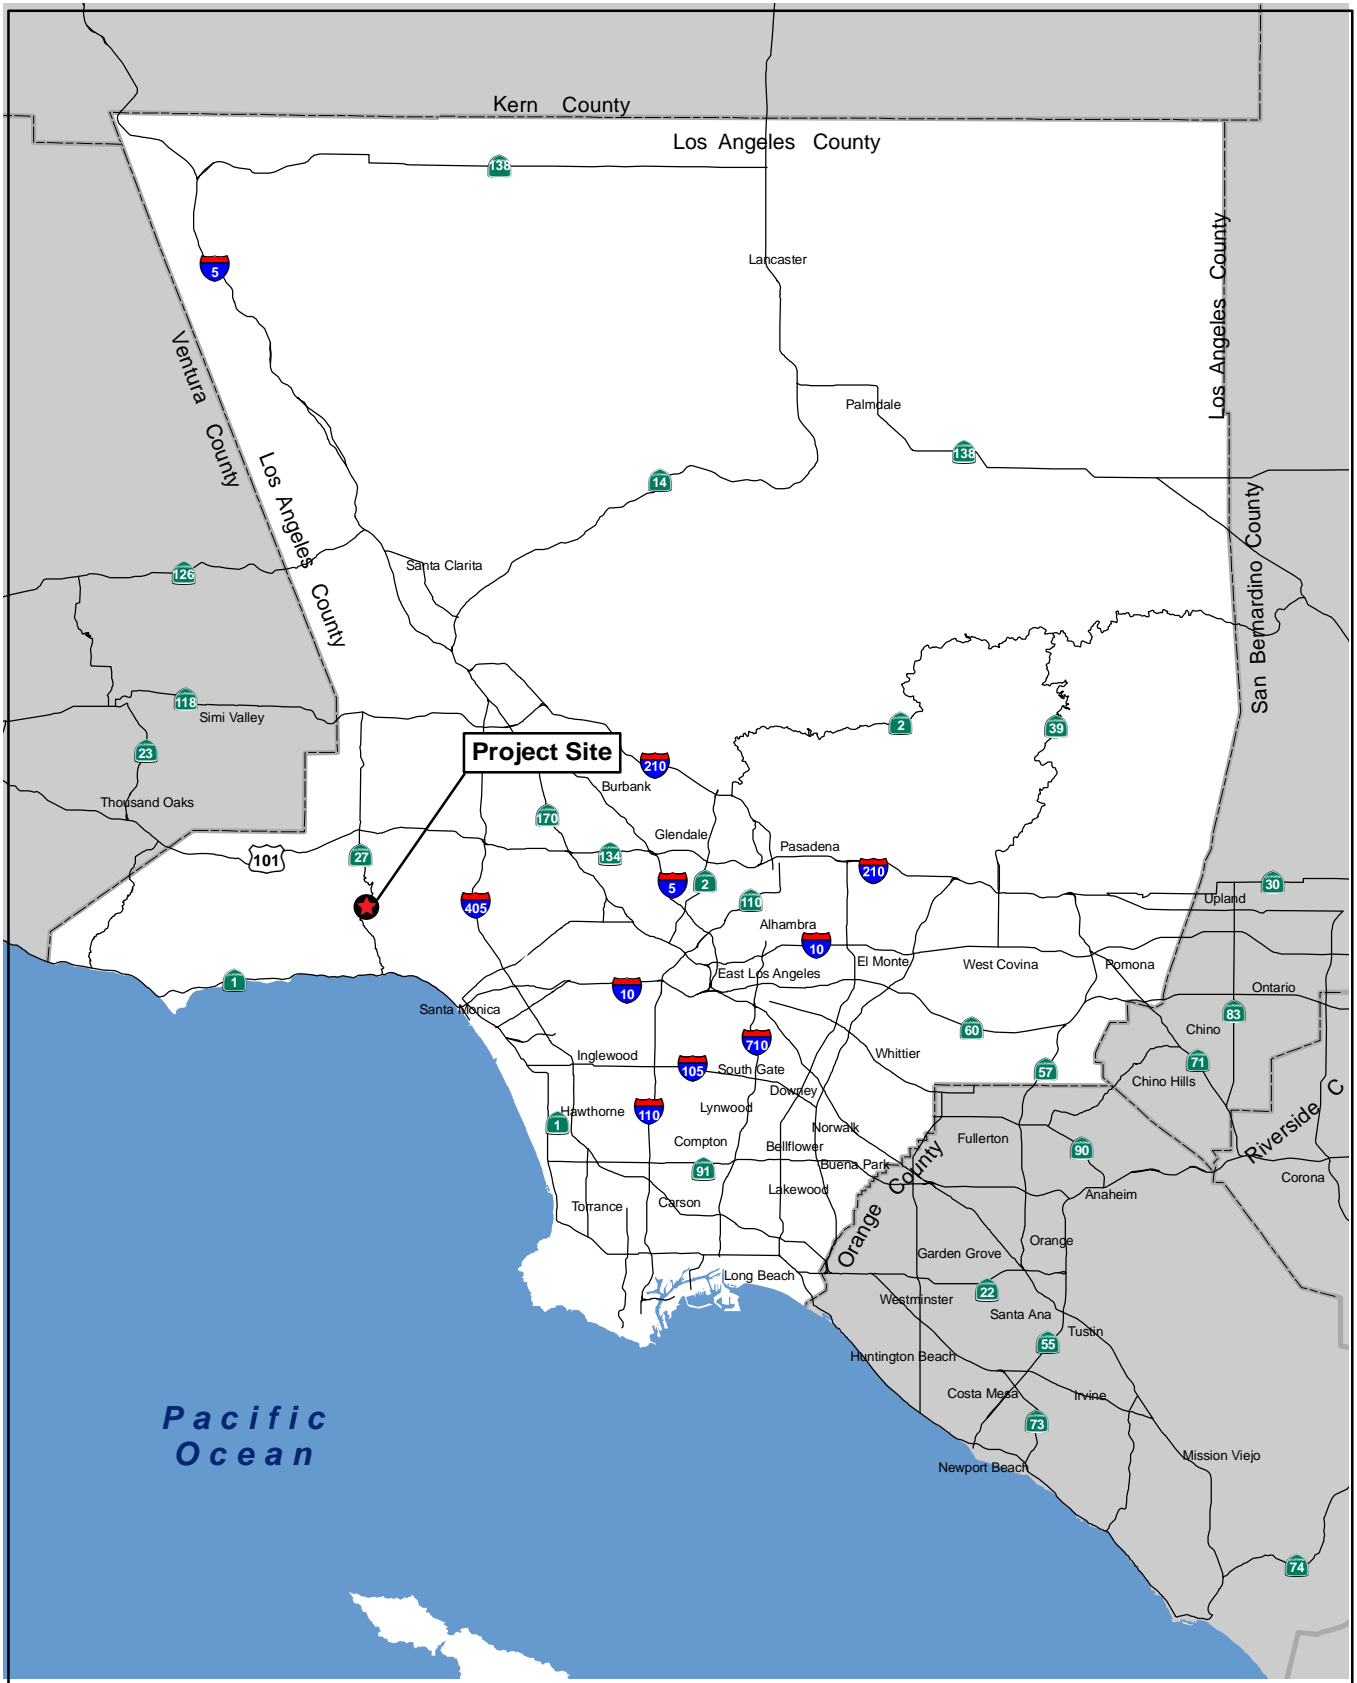 Kern County
Los Angeles County
138
Los Angeles County
Lancaster
5
Ventura County
Palmdale
138
Los Angeles County
14
San Bernardino County
Santa Clarita
126
118
Simi Valley
2
39
23
Project Site
210
Burbank
Thousand Oaks
170
Glendale
Pasadena
101
27
134
210
5
2
30
405
110
Upland
Alhambra
10
El Monte
West Covina
Pomona
East Los Angeles
1
10
Ontario
Santa Monica
83
60
Chino
710
Inglewood
Whittier
71
105
South Gate
57
Chino Hills
Downey
Hawthorne
110
Lynwood
1
Norwalk
Riverside C
Compton
Bellflower
Fullerton
90
91
Buena Park
Corona
Lakewood
Anaheim
Torrance
Carson
Orange County
Orange
Garden Grove
Long Beach
22
Westminster
Santa Ana
Tustin
55
Huntington Beach
Costa Mesa
Irvine
73
Pacific
Ocean
Mission Viejo
Newport Beach
74